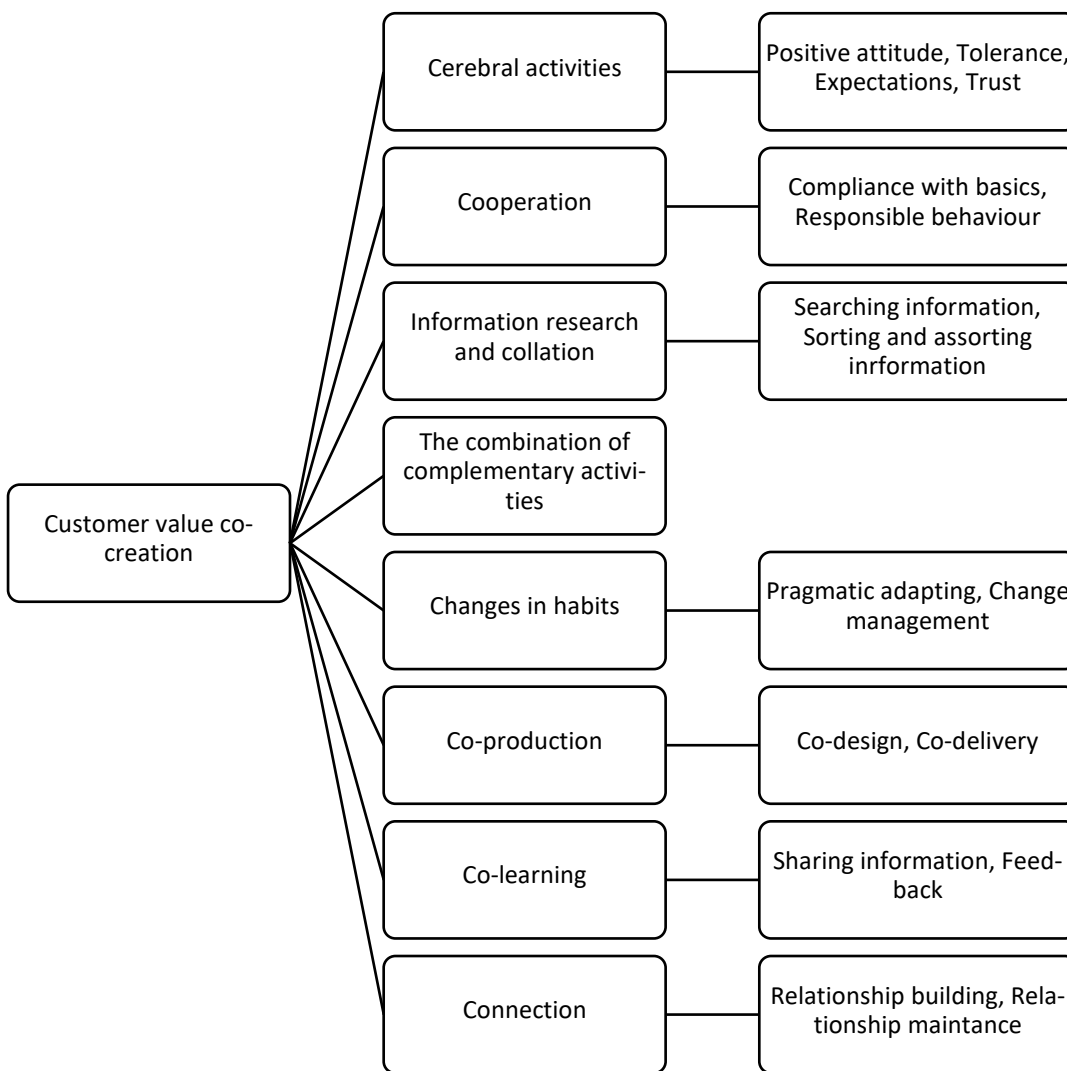 Cerebral activities
Positive attitude, Tolerance,
Expectations, Trust
Cooperation
Compliance with basics,
Responsible behaviour
Information research
and collation
Searching information,
Sorting and assorting
inrformation
The combination of
complementary activi-
ties
Customer value co-
creation
Changes in habits
Pragmatic adapting, Change
management
Co-production
Co-design, Co-delivery
Co-learning
Sharing information, Feed-
back
Connection
Relationship building, Rela-
tionship maintance